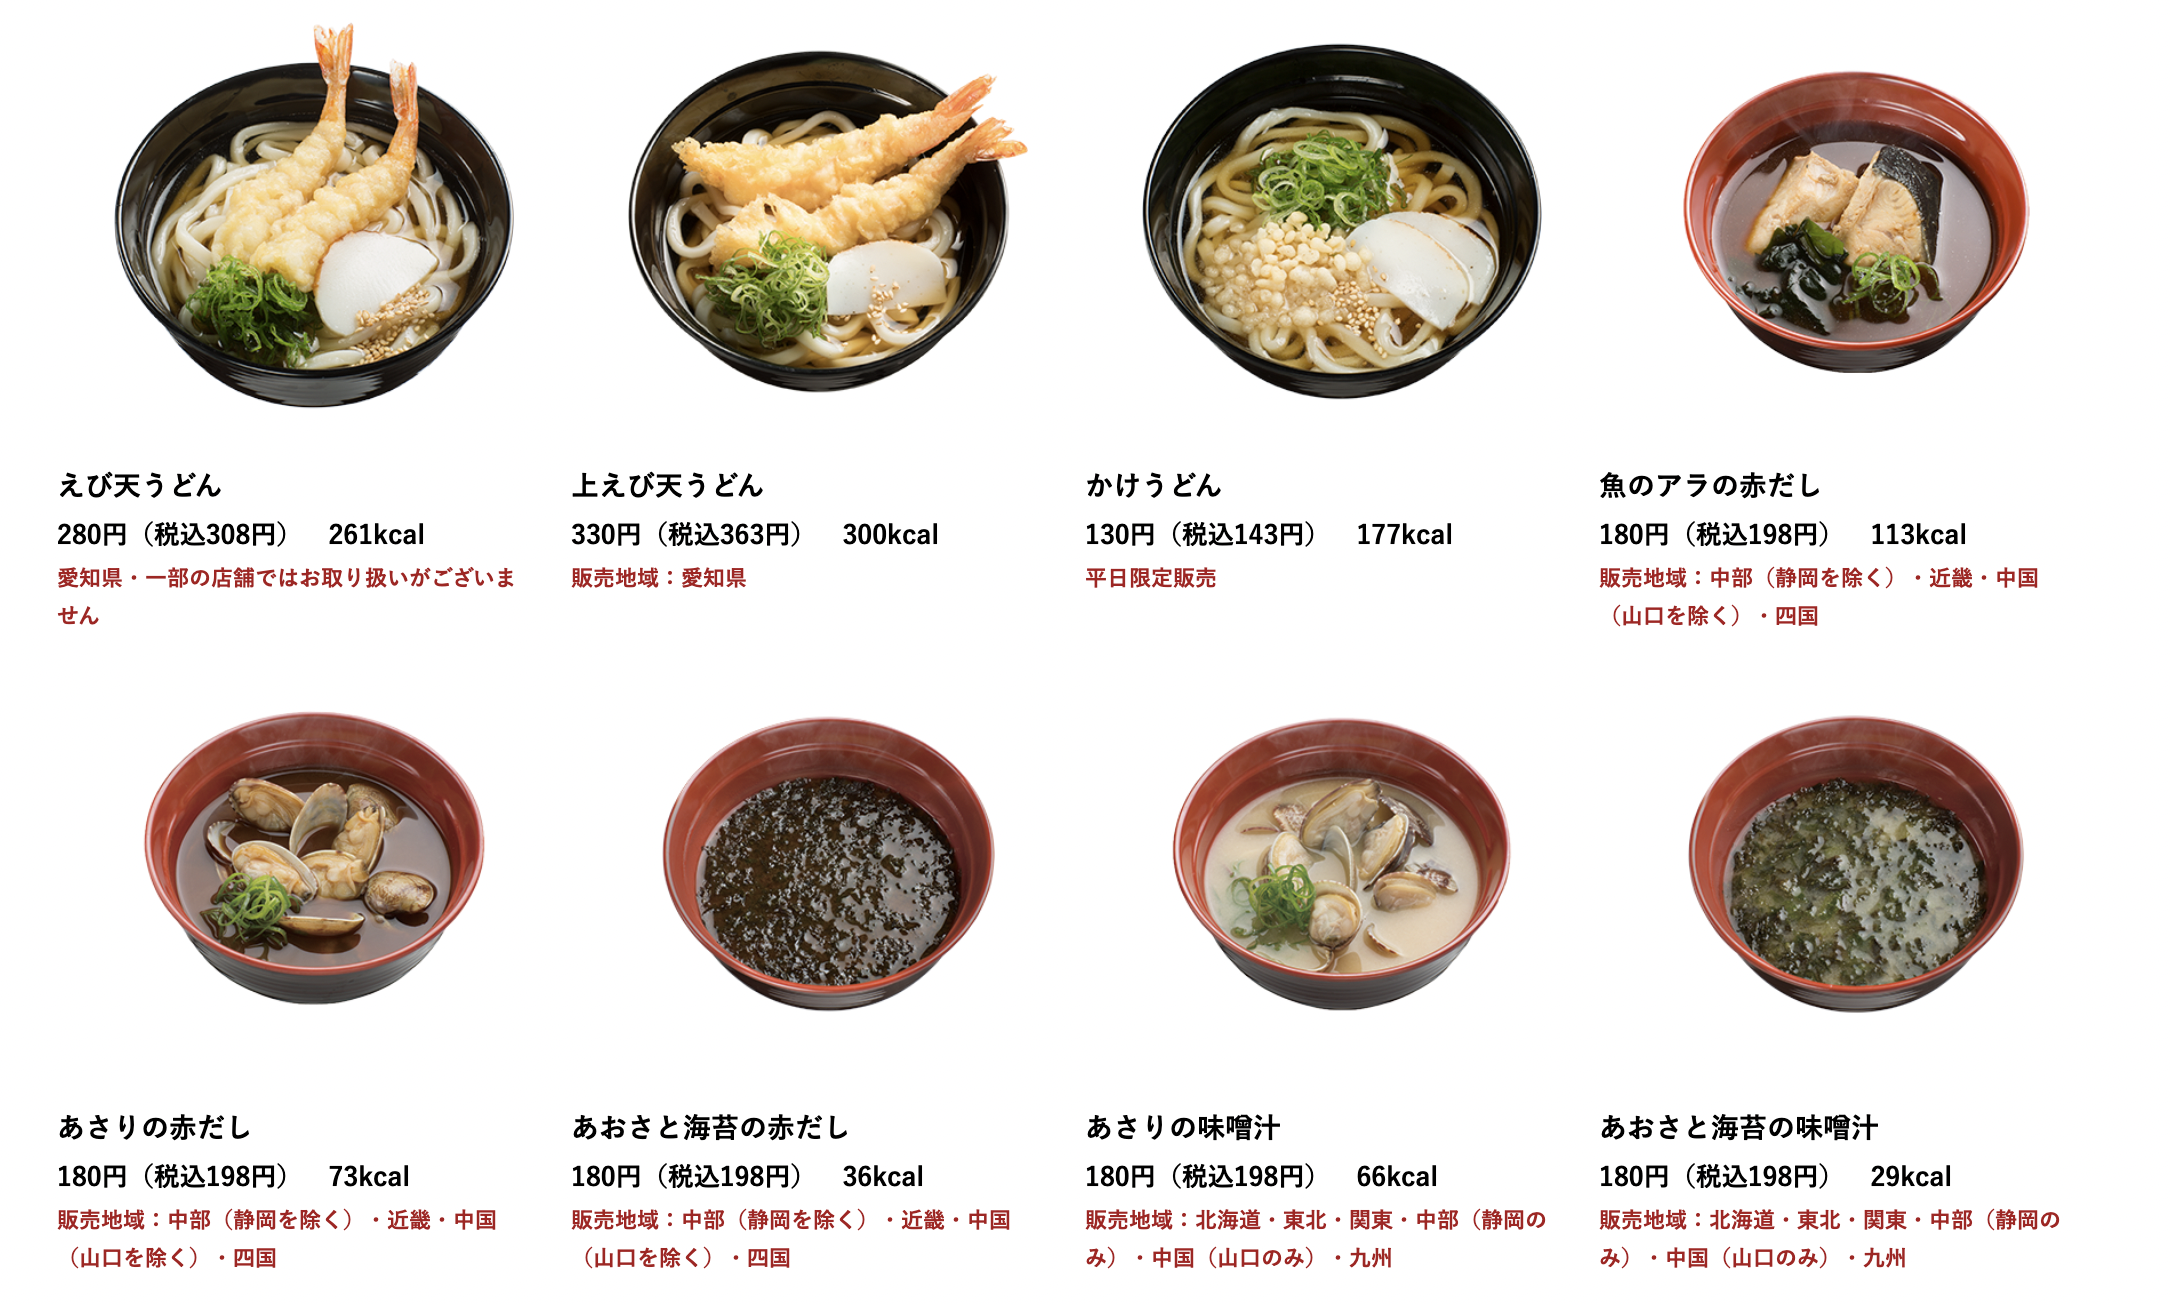 えび天うどん
280円（税込308円） 261kcal
愛知県・一部の店舗ではお取り扱いがございま
せん
上えび天うどん
330円（税込363円） 300kcal
販売地域：愛知県
かけうどん
130円（税込143円） 177kcal
平日限定販売
魚のアラの赤だし
180円（税込198円） 113kcal
販売地域：中部（静岡を除く）・近畿・中国
（山口を除く）・四国
あさりの赤だし
180円（税込198円） 73kcal
販売地域：中部（静岡を除く）・近畿・中国
（山口を除く）・四国
あおさと海苔の赤だし
180円（税込198円） 36kcal
販売地域：中部（静岡を除く）・近畿・中国
（山口を除く）・四国
あさりの味噌汁
180円（税込198円） 66kcal
販売地域：北海道・東北・関東・中部（静岡の
み）・中国（山口のみ）・九州
あおさと海苔の味噌汁
180円（税込198円） 29kcal
販売地域：北海道・東北・関東・中部（静岡の
み）・中国（山口のみ）・九州